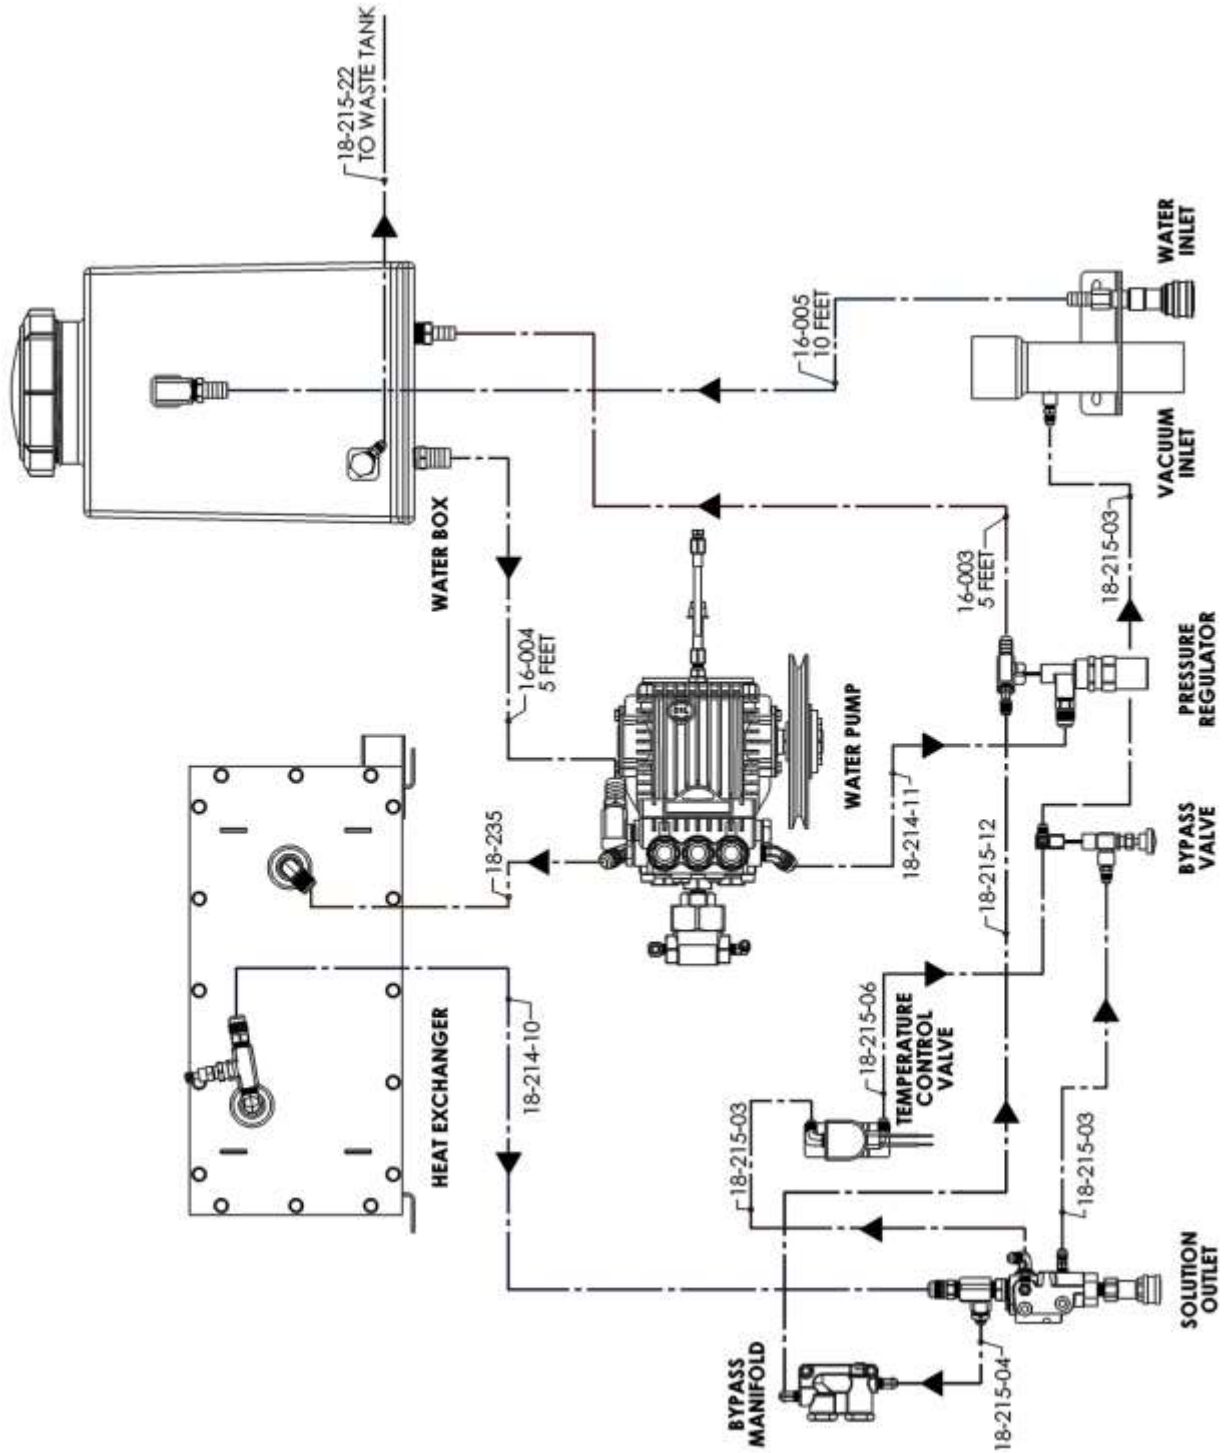 18-215-22
TO WASTE TANK
WATER BOX
16-005
10 FEET
WATER
INLET
VACUUM
INLET
18-215-03
16-003
5 FEET
16-004
5 FEET
WATER PUMP
PRESSURE
REGULATOR
18-235
18-214-11
18-215-12
BYPASS
VALVE
HEAT EXCHANGER
18-214-10
18-215-06
TEMPERATURE
CONTROL
VALVE
18-215-03
18-215-03
SOLUTION
OUTLET
BYPASS
MANIFOLD
18-215-04